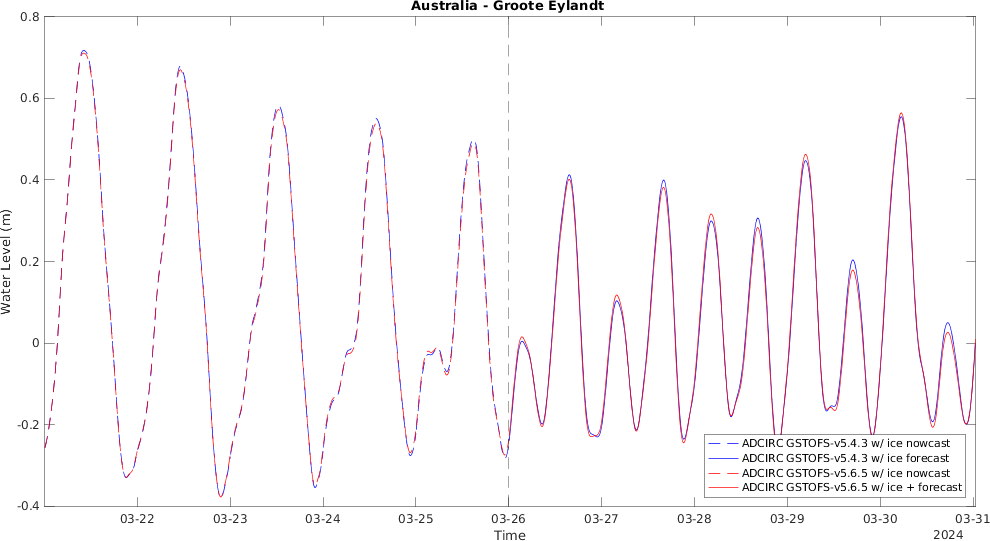 Australia - Groote Eylandt
Water Level (m)
0.8
0.6
0.4
0.2
0
-0.2
-0.4
03-22
03-23
03-24
03-25
03-26
03-27
03-28
03-29
03-30
03-31
Time
2024
ADCIRC GSTOFS-v5.4.3 w/ ice nowcast
ADCIRC GSTOFS-v5.4.3 w/ ice forecast
ADCIRC GSTOFS-v5.6.5 w/ ice nowcast
ADCIRC GSTOFS-v5.6.5 w/ ice + forecast